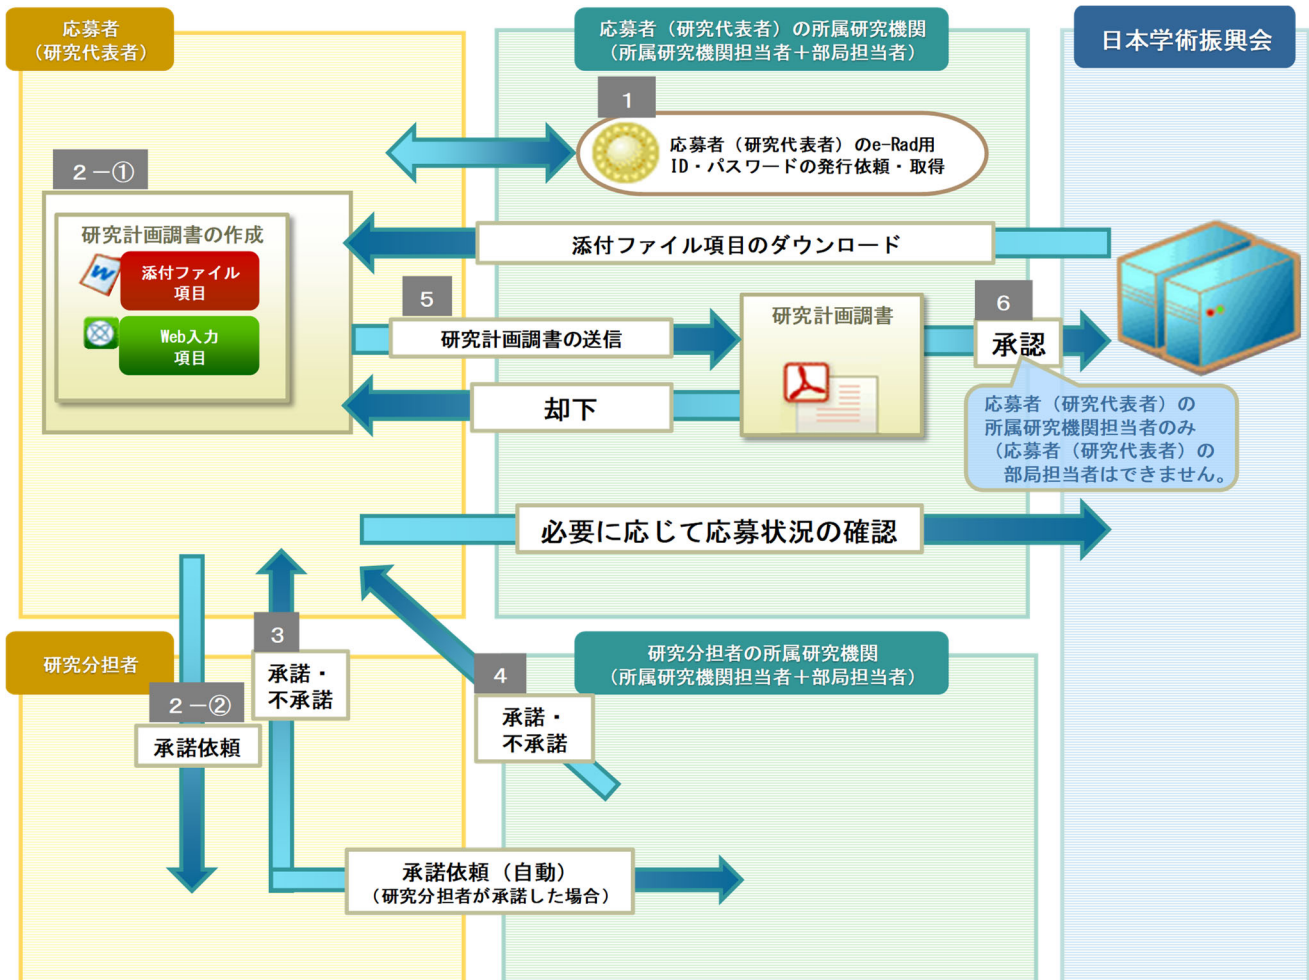 応募者
（研究代表者）
応募者（研究代表者）の所属研究機関
（所属研究機関担当者＋部局担当者）
日本学術振興会
1
応募者（研究代表者）のe-Rad用
ID・パスワードの発行依頼・取得
2－①
研究計画調書の作成
添付ファイル
項目
Web入力
項目
添付ファイル項目のダウンロード
5
研究計画調書の送信
研究計画調書
6
承認
却下
応募者（研究代表者）の
所属研究機関担当者のみ
（応募者（研究代表者）の
部局担当者はできません。
必要に応じて応募状況の確認
研究分担者
研究分担者の所属研究機関
（所属研究機関担当者＋部局担当者）
3
承諾・
不承諾
4
承諾・
不承諾
2－②
承諾依頼
承諾依頼（自動）
（研究分担者が承諾した場合）